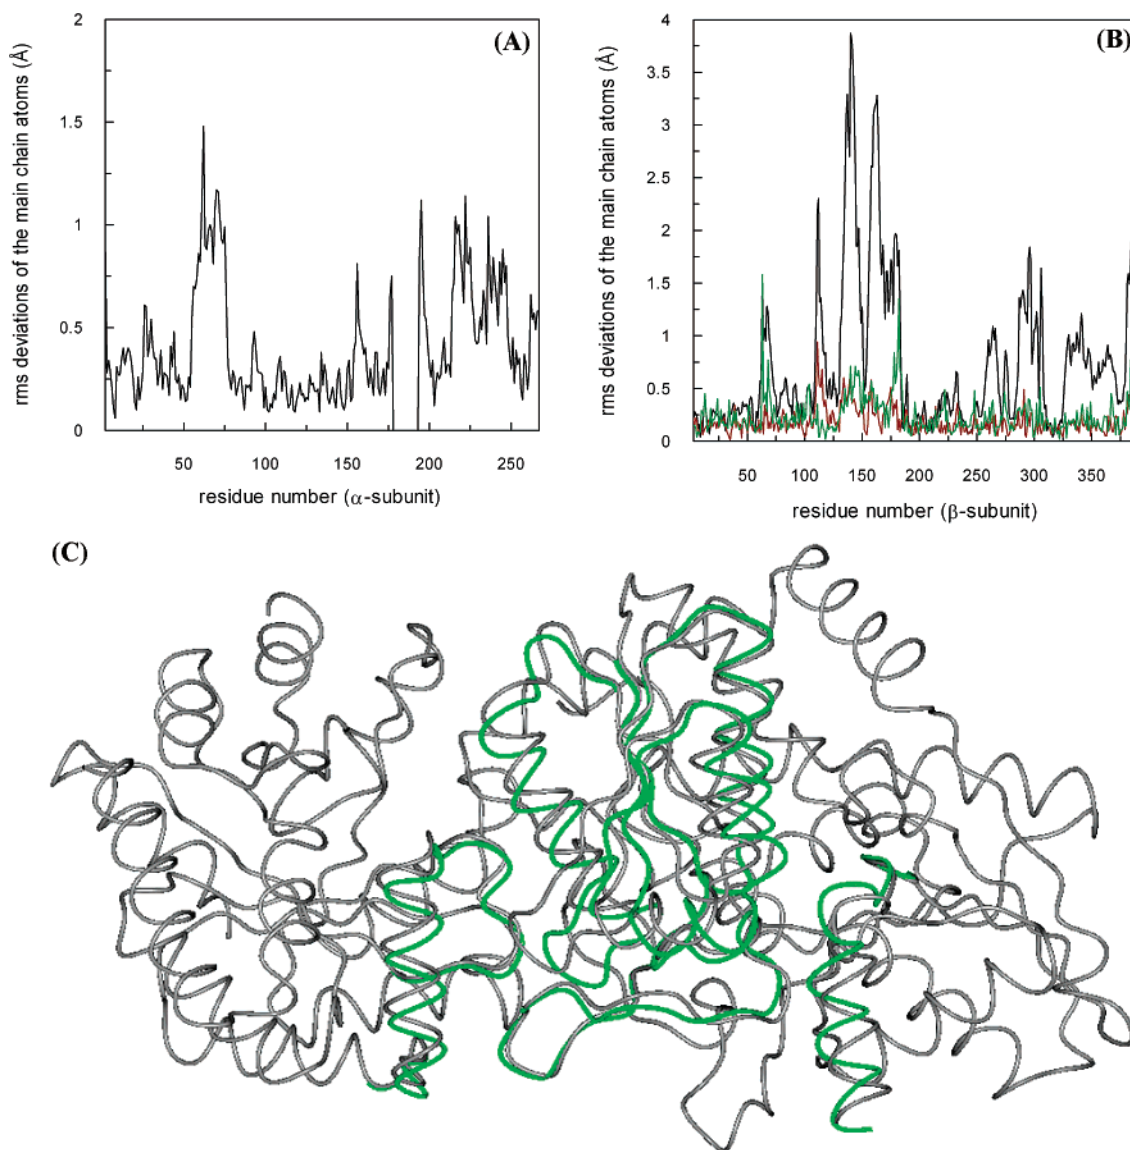 (A)
rms deviations of the main chain atoms (Å)
2
1.5
1
0.5
0
50 100 150 200 250
residue number (α-subunit)
(B)
rms deviations of the main chain atoms (Å)
4
3.5
3
2.5
2
1.5
1
0.5
0
50 100 150 200 250 300 350
residue number (β-subunit)
(C)